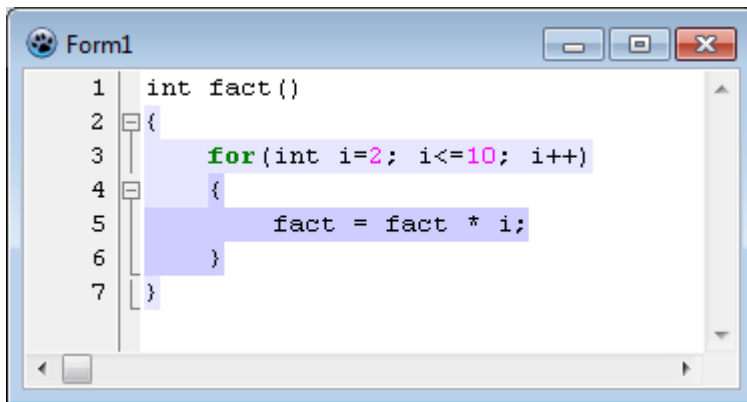 Form1
1 int fact()
2 {
3     for(int i=2; i<=10; i++)
4     {
5         fact = fact * i;
6     }
7 }